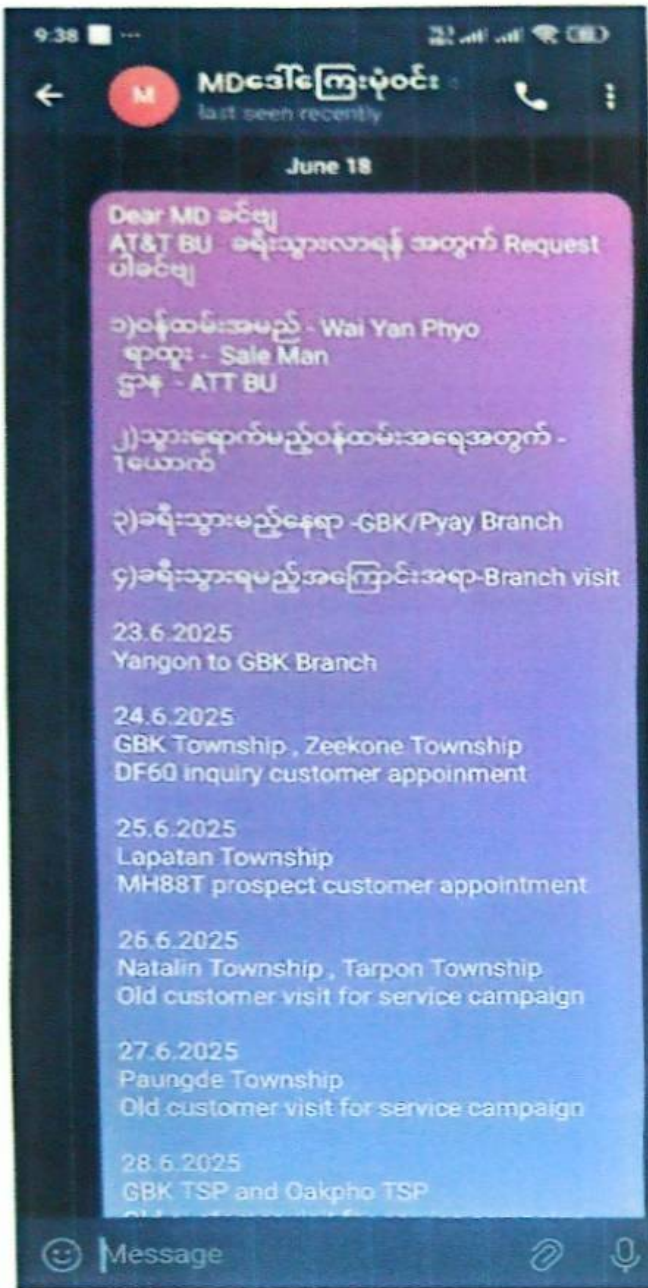 9:38
MDဒေါ်ကြေးမုံဝင်း
last seen recently
June 18
Dear MD ခင်ဗျ
AT&T BU ခရီးသွားလာရန် အတွက် Request
ပါခင်ဗျ
၁)ဝန်ထမ်းအမည် - Wai Yan Phyo
ရာထူး - Sale Man
ဌာန - ATT BU
၂)သွားရောက်မည့်ဝန်ထမ်းအရေအတွက် -
1ယောက်
၃)ခရီးသွားမည့်နေရာ -GBK/Pyay Branch
၄)ခရီးသွားရမည့်အကြောင်းအရာ-Branch visit
23.6.2025
Yangon to GBK Branch
24.6.2025
GBK Township , Zeekone Township
DF60 inquiry customer appoinment
25.6.2025
Lapatan Township
MH88T prospect customer appointment
26.6.2025
Natalin Township , Tarpon Township
Old customer visit for service campaign
27.6.2025
Paungde Township
Old customer visit for service campaign
28.6.2025
GBK TSP and Oakpho TSP
Message